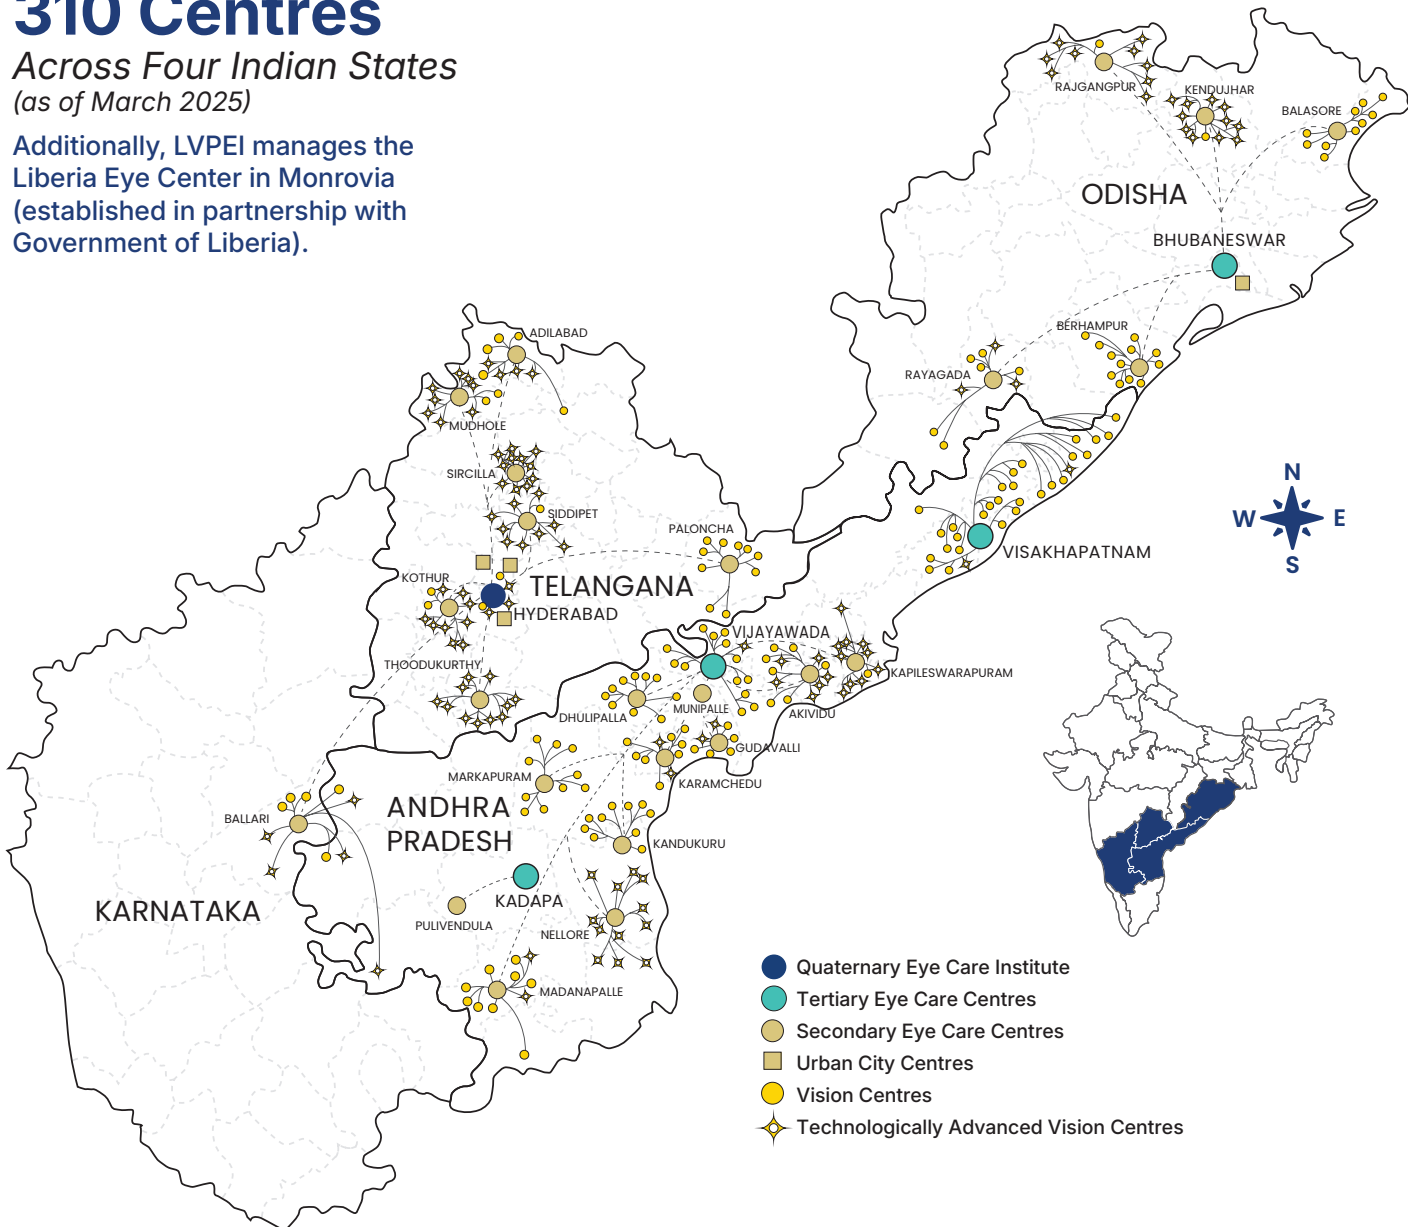 310 Centres
Across Four Indian States
(as of March 2025)
Additionally, LVPEI manages the
Liberia Eye Center in Monrovia
(established in partnership with
Government of Liberia).
RAJGANGPUR
KENDUJHAR
BALASORE
ODISHA
BHUBANESWAR
BERHAMPUR
RAYAGADA
ADILABAD
MUDHOLE
SIRCILLA
SIDDIPET
PALONCHA
KOTHUR
TELANGANA
HYDERABAD
THOODUKURTHY
VISAKHAPATNAM
N
W
E
S
VIJAYAWADA
KAPILESWARAPURAM
DHULIPALLA
MUNIPALLE
AKIVIDU
GUDAVALLI
KARAMCHEDU
MARKAPURAM
ANDHRA
PRADESH
BALLARI
KANDUKURU
KARNATAKA
KADAPA
PULIVENDULA
NELLORE
MADANAPALLE
Quaternary Eye Care Institute
Tertiary Eye Care Centres
Secondary Eye Care Centres
Urban City Centres
Vision Centres
Technologically Advanced Vision Centres